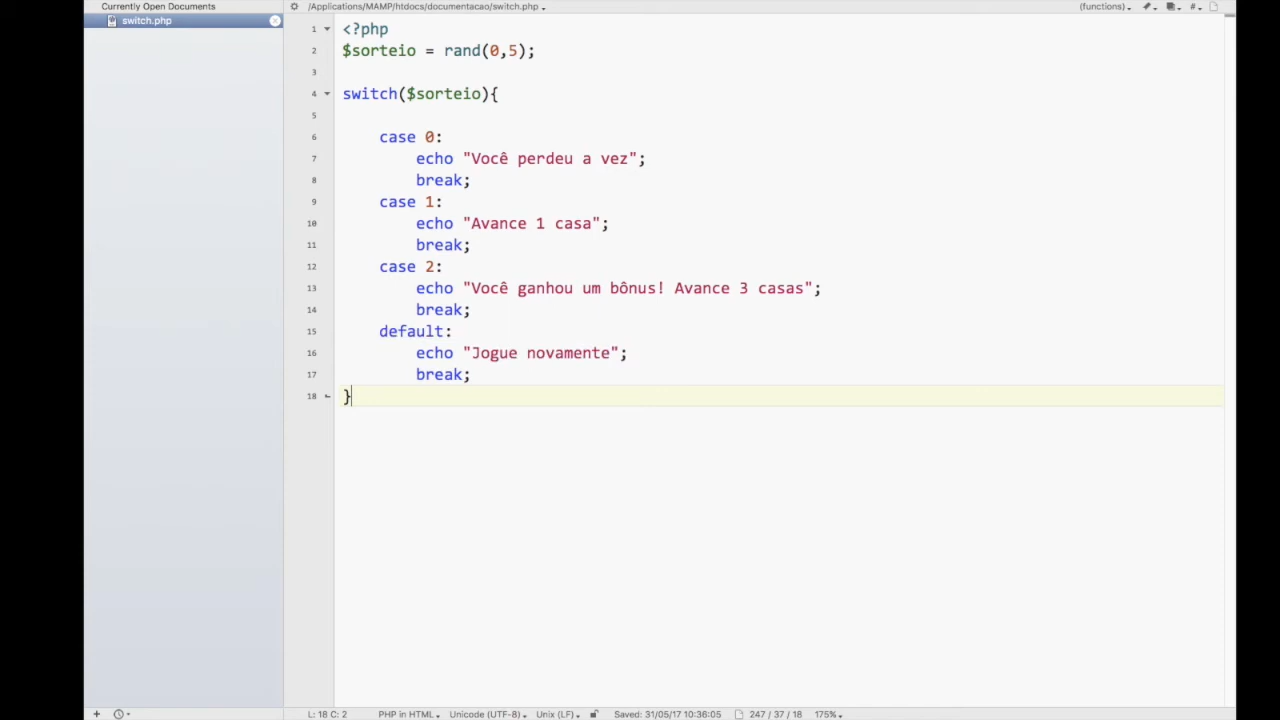 Currently Open Documents
/Applications/MAMP/htdocs/documentacao/switch.php
(functions)
#
switch.php
1 <?php
2 $sorteio = rand(0,5);
3
4 switch($sorteio){
5
6 case 0:
7 echo "Você perdeu a vez";
8 break;
9 case 1:
10 echo "Avance 1 casa";
11 break;
12 case 2:
13 echo "Você ganhou um bônus! Avance 3 casas";
14 break;
15 default:
16 echo "Jogue novamente";
17 break;
18 }
L: 18 C: 2 PHP in HTML Unicode (UTF-8) Unix (LF) Saved: 31/05/17 10:36:05 247 / 37 / 18 175%